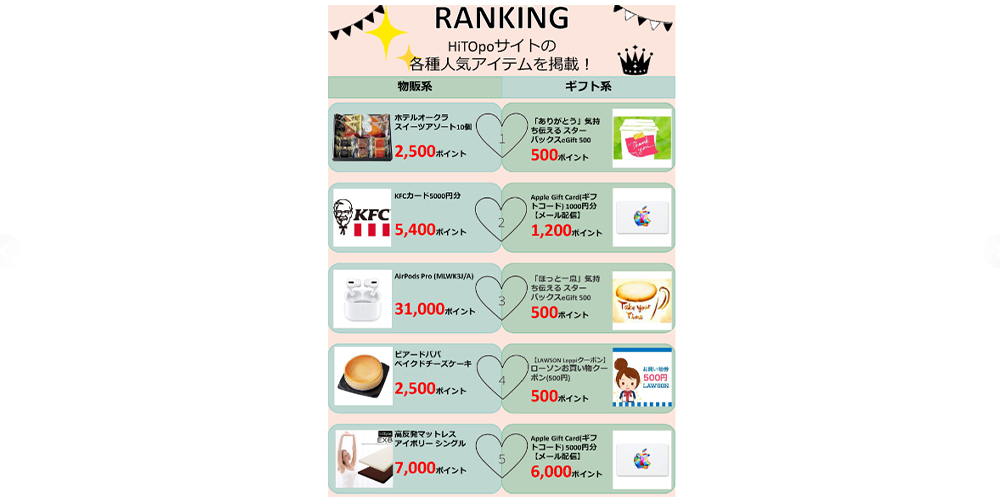 RANKING
HiTOpoサイトの
各種人気アイテムを掲載！
物販系
ギフト系
ホテルオークラ
スイーツアソート10個
2,500ポイント
1
「ありがとう」気持
ち伝える スター
バックスeGift 500
500ポイント
Thank you
KFCカード5000円分
5,400ポイント
KFC
2
Apple Gift Card(ギフ
トコード) 1000円分
【メール配信】
1,200ポイント
AirPods Pro (MLWK3J/A)
31,000ポイント
3
「ほっと一息」気持
ち伝える スター
バックスeGift 500
500ポイント
Take your
Time
ビアードパパ
ベイクドチーズケーキ
2,500ポイント
4
【LAWSON Loppiクーポン】
ローソンお買い物クー
ポン(500円)
500ポイント
お買い物券
500円
LAWSON
高反発マットレス
アイボリー シングル
7,000ポイント
EXG
5
Apple Gift Card(ギフ
トコード) 5000円分
【メール配信】
6,000ポイント